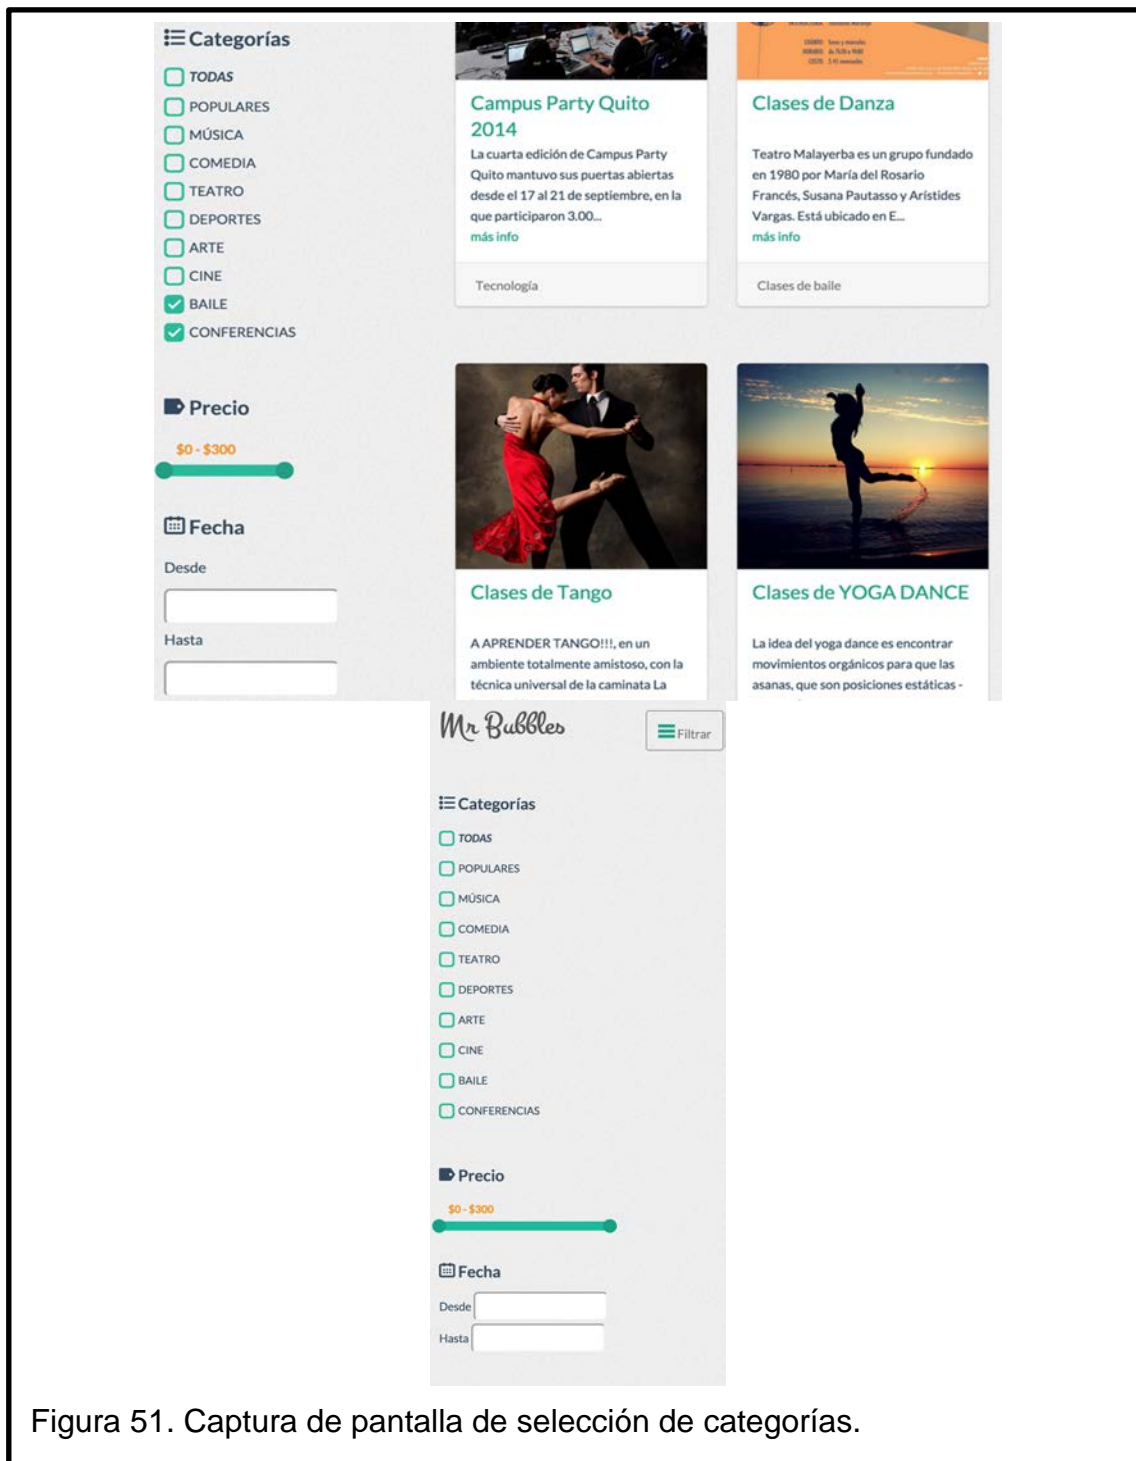 Categorías
TODAS
POPULARES
MÚSICA
COMEDIA
TEATRO
DEPORTES
ARTE
CINE
BAILE
CONFERENCIAS
Precio
$0 - $300
Fecha
Desde
Hasta
Campus Party Quito
2014
La cuarta edición de Campus Party
Quito mantuvo sus puertas abiertas
desde el 17 al 21 de septiembre, en la
que participaron 3.00...
más info
Tecnología
Clases de Danza
Teatro Malayerba es un grupo fundado
en 1980 por María del Rosario
Francés, Susana Pautasso y Arístides
Vargas. Está ubicado en E...
más info
Clases de baile
Clases de Tango
A APRENDER TANGO!!!, en un
ambiente totalmente amistoso, con la
técnica universal de la caminata La
Clases de YOGA DANCE
La idea del yoga dance es encontrar
movimientos orgánicos para que las
asanas, que son posiciones estáticas -
Mr Bubbles
Filtrar
Categorías
TODAS
POPULARES
MÚSICA
COMEDIA
TEATRO
DEPORTES
ARTE
CINE
BAILE
CONFERENCIAS
Precio
$0 - $300
Fecha
Desde
Hasta
Figura 51. Captura de pantalla de selección de categorías.